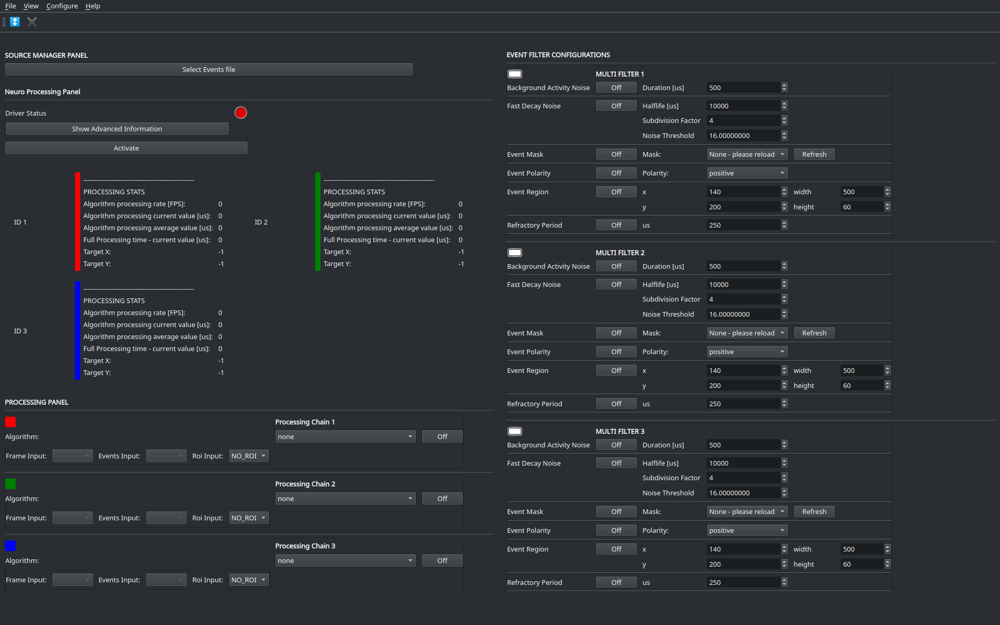 File View Configure Help
SOURCE MANAGER PANEL
Select Events file
Neuro Processing Panel
Driver Status
Show Advanced Information
Activate
ID 1
---------------------------------------------------
PROCESSING STATS
Algorithm processing rate [FPS]: 0
Algorithm processing current value [us]: 0
Algorithm processing average value [us]: 0
Full Processing time - current value [us]: 0
Target X: -1
Target Y: -1
ID 2
---------------------------------------------------
PROCESSING STATS
Algorithm processing rate [FPS]: 0
Algorithm processing current value [us]: 0
Algorithm processing average value [us]: 0
Full Processing time - current value [us]: 0
Target X: -1
Target Y: -1
ID 3
---------------------------------------------------
PROCESSING STATS
Algorithm processing rate [FPS]: 0
Algorithm processing current value [us]: 0
Algorithm processing average value [us]: 0
Full Processing time - current value [us]: 0
Target X: -1
Target Y: -1
PROCESSING PANEL
Processing Chain 1
Algorithm: none Off
Frame Input: Events Input: Roi Input: NO_ROI
Processing Chain 2
Algorithm: none Off
Frame Input: Events Input: Roi Input: NO_ROI
Processing Chain 3
Algorithm: none Off
Frame Input: Events Input: Roi Input: NO_ROI
EVENT FILTER CONFIGURATIONS
MULTI FILTER 1
Background Activity Noise Off Duration [us] 500
Fast Decay Noise Off Halflife [us] 10000
Subdivision Factor 4
Noise Threshold 16.00000000
Event Mask Off Mask: None - please reload Refresh
Event Polarity Off Polarity: positive
Event Region Off x 140 width 500
y 200 height 60
Refractory Period Off us 250
MULTI FILTER 2
Background Activity Noise Off Duration [us] 500
Fast Decay Noise Off Halflife [us] 10000
Subdivision Factor 4
Noise Threshold 16.00000000
Event Mask Off Mask: None - please reload Refresh
Event Polarity Off Polarity: positive
Event Region Off x 140 width 500
y 200 height 60
Refractory Period Off us 250
MULTI FILTER 3
Background Activity Noise Off Duration [us] 500
Fast Decay Noise Off Halflife [us] 10000
Subdivision Factor 4
Noise Threshold 16.00000000
Event Mask Off Mask: None - please reload Refresh
Event Polarity Off Polarity: positive
Event Region Off x 140 width 500
y 200 height 60
Refractory Period Off us 250